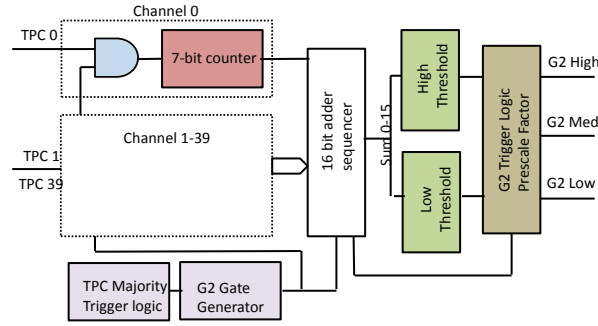 Channel 0
TPC 0
7-bit counter
Channel 1-39
TPC 1
TPC 39
16 bit adder
sequencer
Sum 0-15
High
Threshold
Low
Threshold
G2 Trigger Logic
Prescale Factor
G2 High
G2 Med
G2 Low
TPC Majority
Trigger logic
G2 Gate
Generator